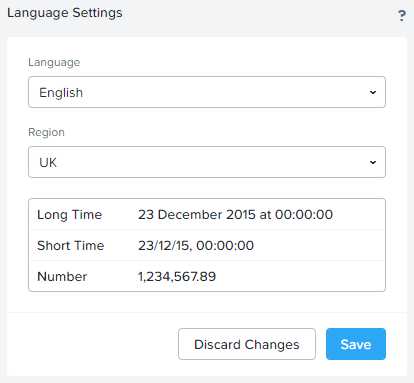 Language Settings ?
Language
English
Region
UK
Long Time 23 December 2015 at 00:00:00
Short Time 23/12/15, 00:00:00
Number 1,234,567.89
Discard Changes Save